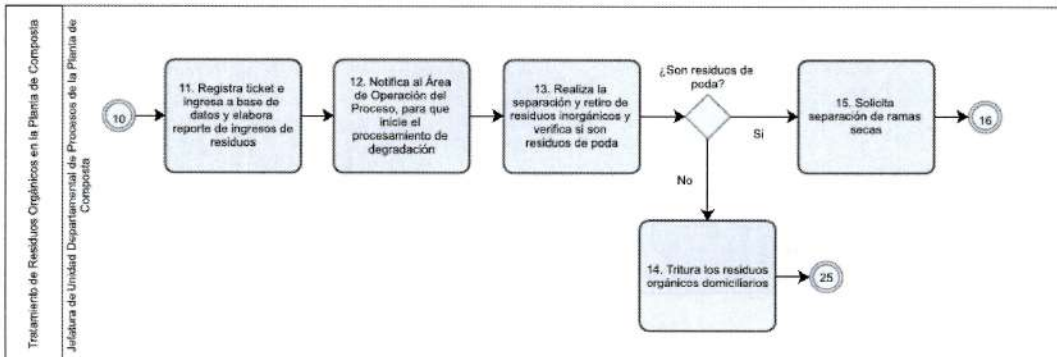 Tratamiento de Residuos Orgánicos en la Planta de Composta
Jefatura de Unidad Departamental de Procesos de la Planta de
Composta
10
11. Registra ticket e
ingresa a base de
datos y elabora
reporte de ingresos de
residuos
12. Notifica al Área
de Operación del
Proceso, para que
inicie el
procesamiento de
degradación
13. Realiza la
separación y retiro de
residuos inorgánicos y
verifica si son
residuos de poda
¿Son residuos de
poda?
Si
15. Solicita
separación de ramas
secas
16
No
14. Tritura los residuos
orgánicos domiciliarios
25